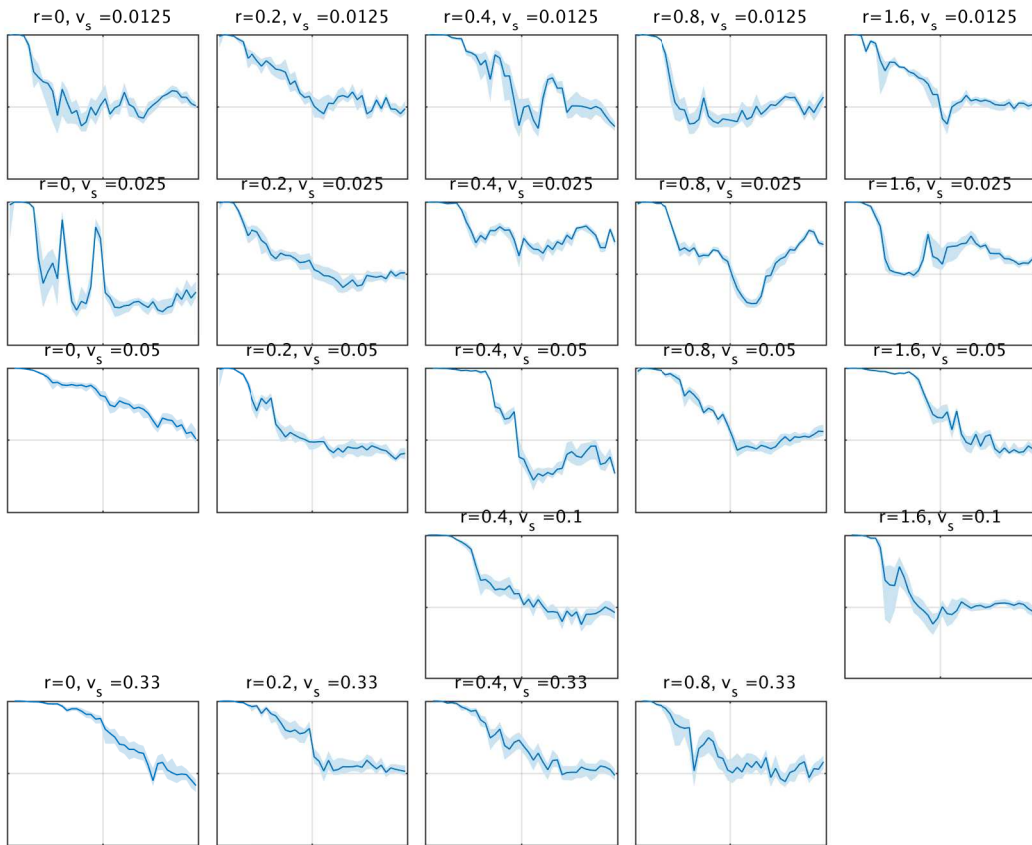 r=0, v_s =0.0125
r=0.2, v_s =0.0125
r=0.4, v_s =0.0125
r=0.8, v_s =0.0125
r=1.6, v_s =0.0125
r=0, v_s =0.025
r=0.2, v_s =0.025
r=0.4, v_s =0.025
r=0.8, v_s =0.025
r=1.6, v_s =0.025
r=0, v_s =0.05
r=0.2, v_s =0.05
r=0.4, v_s =0.05
r=0.8, v_s =0.05
r=1.6, v_s =0.05
r=0.4, v_s =0.1
r=1.6, v_s =0.1
r=0, v_s =0.33
r=0.2, v_s =0.33
r=0.4, v_s =0.33
r=0.8, v_s =0.33